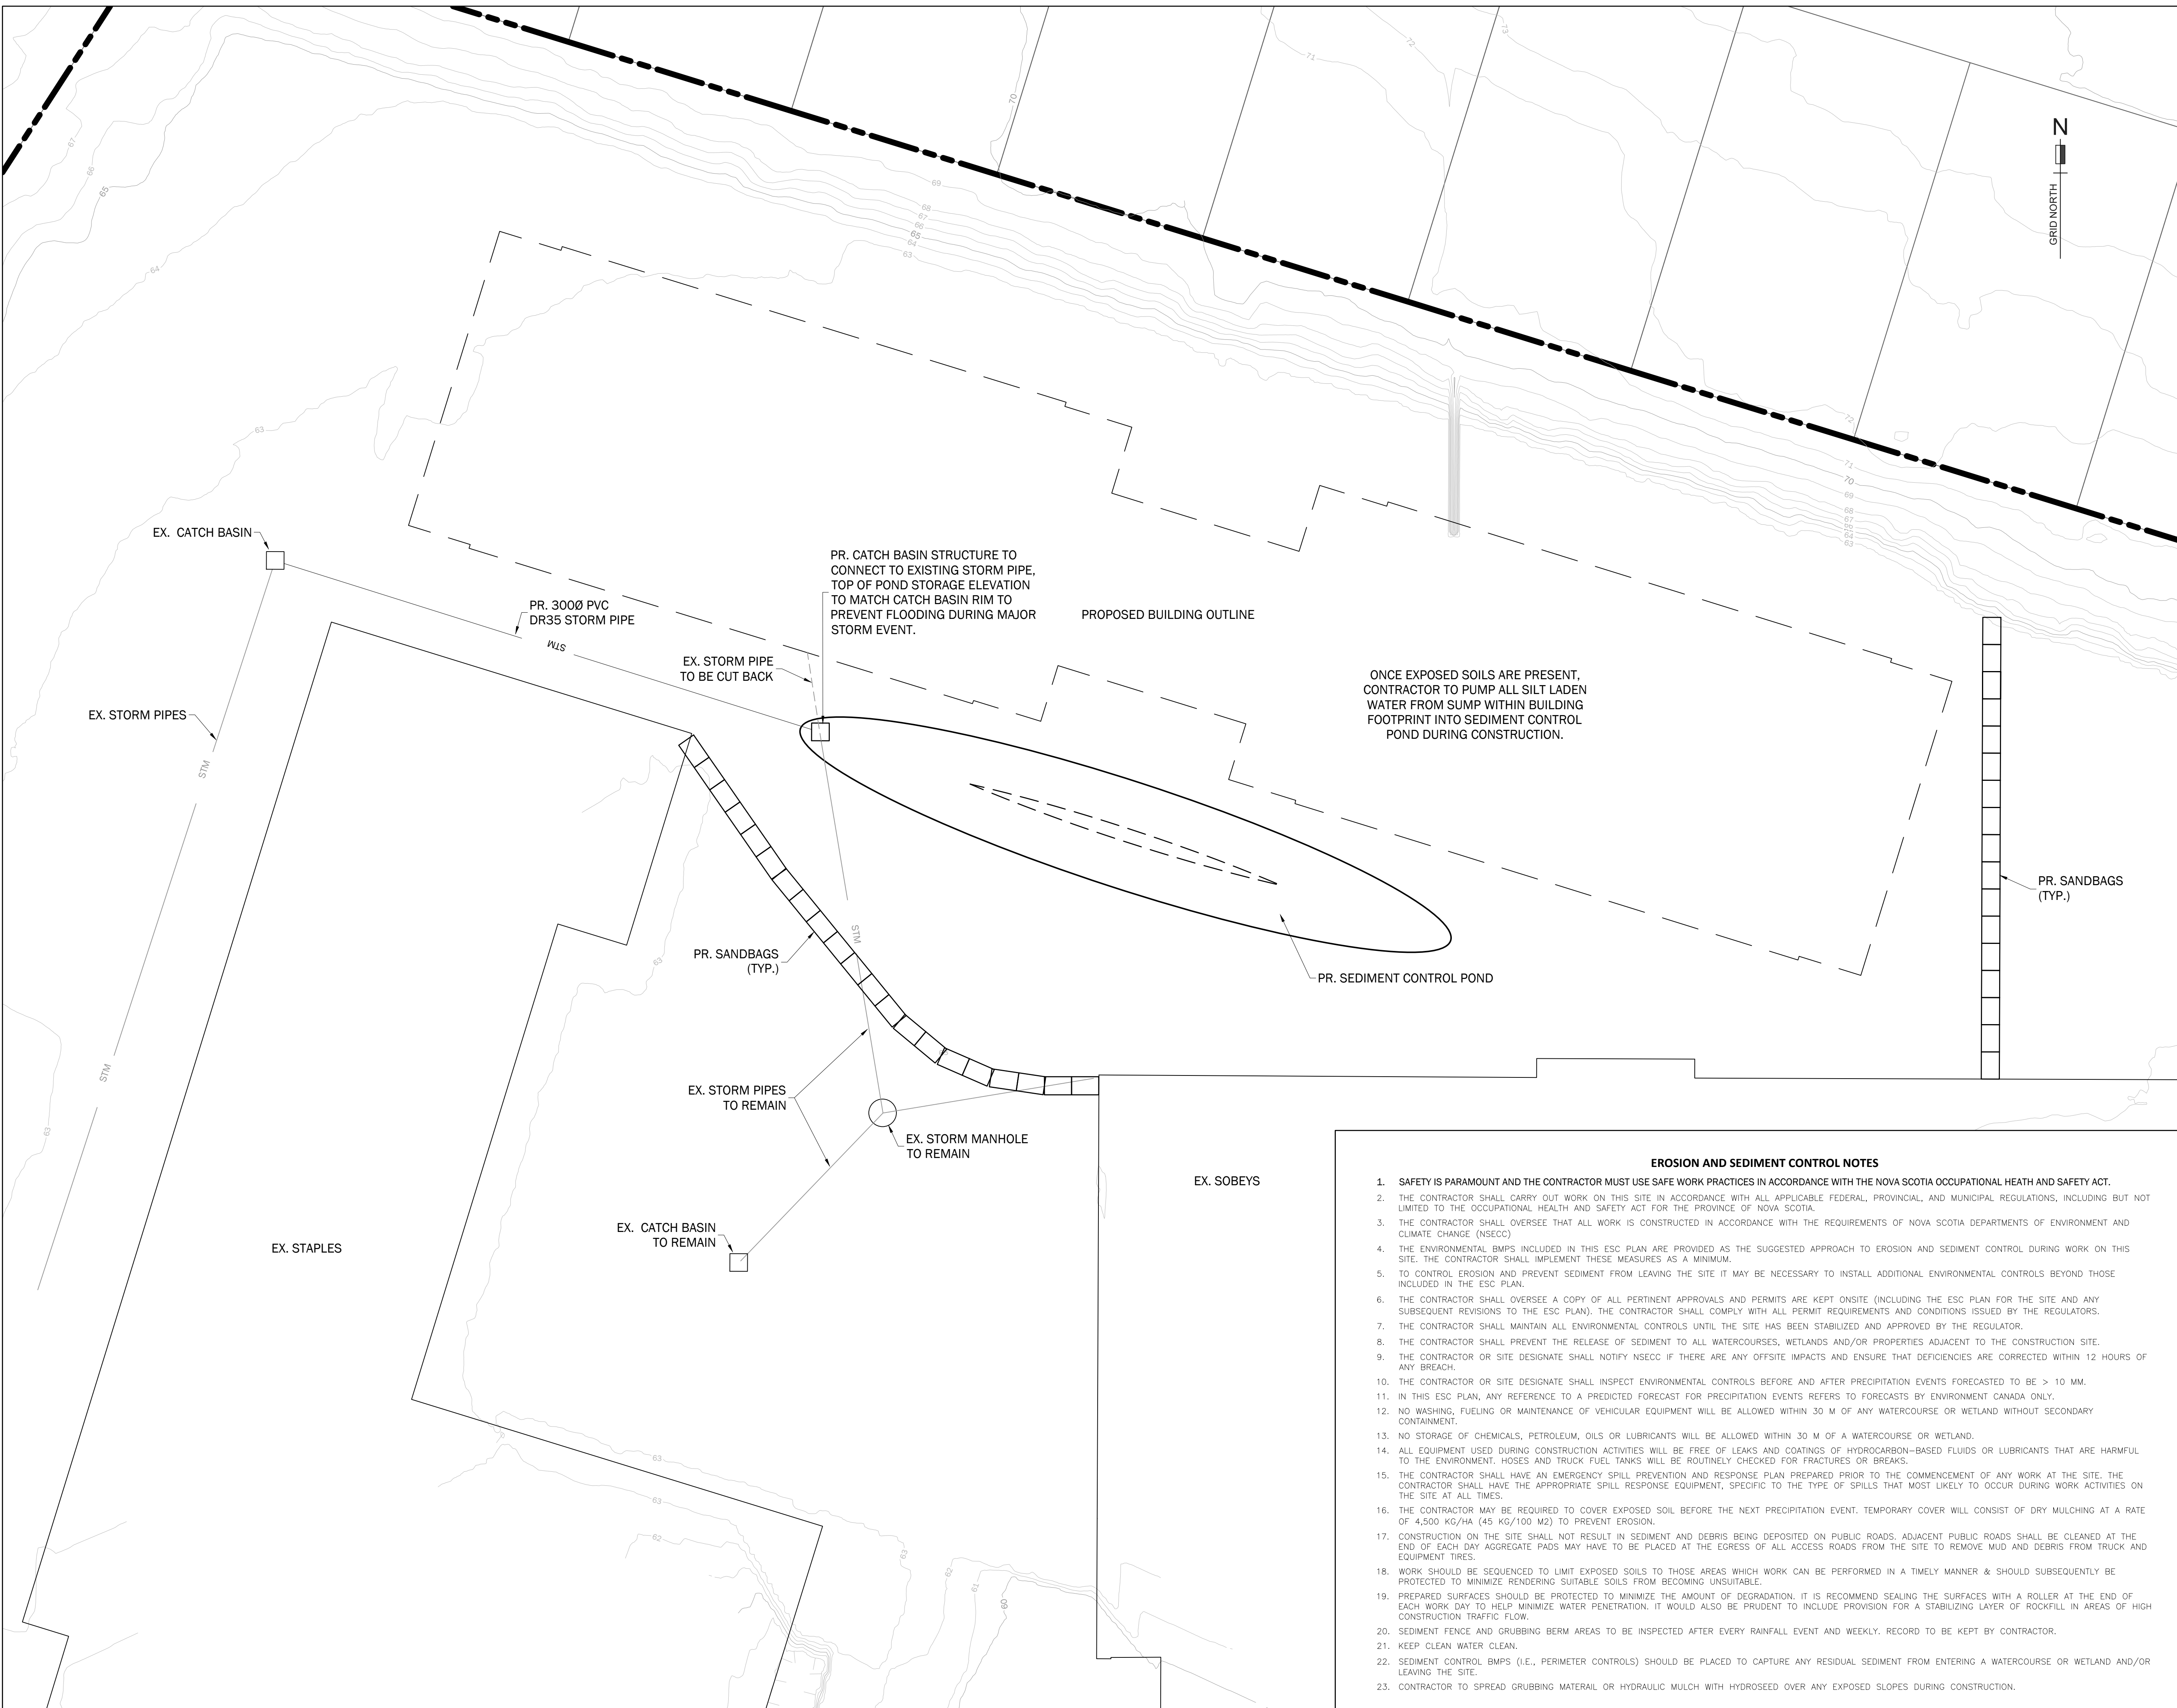 73
72
71
70
N
GRID NORTH
67
66
65
64
69
68
67
66
65
64
63
72
71
70
69
68
67
66
64
63
63
EX.  CATCH BASIN
PR. CATCH BASIN STRUCTURE TO
CONNECT TO EXISTING STORM PIPE,
TOP OF POND STORAGE ELEVATION
TO MATCH CATCH BASIN RIM TO
PREVENT FLOODING DURING MAJOR
STORM EVENT.
PR. 300Ø PVC
DR35 STORM PIPE
STM
PROPOSED BUILDING OUTLINE
EX. STORM PIPE
TO BE CUT BACK
ONCE EXPOSED SOILS ARE PRESENT,
CONTRACTOR TO PUMP ALL SILT LADEN
WATER FROM SUMP WITHIN BUILDING
FOOTPRINT INTO SEDIMENT CONTROL
POND DURING CONSTRUCTION.
EX. STORM PIPES
STM
PR. SANDBAGS
(TYP.)
STM
PR. SANDBAGS
(TYP.)
63
PR. SEDIMENT CONTROL POND
STM
63
EX. STORM PIPES
TO REMAIN
EX. STORM MANHOLE
TO REMAIN
EX. SOBEYS
EX.  CATCH BASIN
TO REMAIN
EX. STAPLES
63
63
62
63
62
61
60
EROSION AND SEDIMENT CONTROL NOTES
1. SAFETY IS PARAMOUNT AND THE CONTRACTOR MUST USE SAFE WORK PRACTICES IN ACCORDANCE WITH THE NOVA SCOTIA OCCUPATIONAL HEATH AND SAFETY ACT.
2. THE CONTRACTOR SHALL CARRY OUT WORK ON THIS SITE IN ACCORDANCE WITH ALL APPLICABLE FEDERAL, PROVINCIAL, AND MUNICIPAL REGULATIONS, INCLUDING BUT NOT
LIMITED TO THE OCCUPATIONAL HEALTH AND SAFETY ACT FOR THE PROVINCE OF NOVA SCOTIA.
3. THE CONTRACTOR SHALL OVERSEE THAT ALL WORK IS CONSTRUCTED IN ACCORDANCE WITH THE REQUIREMENTS OF NOVA SCOTIA DEPARTMENTS OF ENVIRONMENT AND
CLIMATE CHANGE (NSECC)
4. THE ENVIRONMENTAL BMPS INCLUDED IN THIS ESC PLAN ARE PROVIDED AS THE SUGGESTED APPROACH TO EROSION AND SEDIMENT CONTROL DURING WORK ON THIS
SITE. THE CONTRACTOR SHALL IMPLEMENT THESE MEASURES AS A MINIMUM.
5. TO CONTROL EROSION AND PREVENT SEDIMENT FROM LEAVING THE SITE IT MAY BE NECESSARY TO INSTALL ADDITIONAL ENVIRONMENTAL CONTROLS BEYOND THOSE
INCLUDED IN THE ESC PLAN.
6. THE CONTRACTOR SHALL OVERSEE A COPY OF ALL PERTINENT APPROVALS AND PERMITS ARE KEPT ONSITE (INCLUDING THE ESC PLAN FOR THE SITE AND ANY
SUBSEQUENT REVISIONS TO THE ESC PLAN). THE CONTRACTOR SHALL COMPLY WITH ALL PERMIT REQUIREMENTS AND CONDITIONS ISSUED BY THE REGULATORS.
7. THE CONTRACTOR SHALL MAINTAIN ALL ENVIRONMENTAL CONTROLS UNTIL THE SITE HAS BEEN STABILIZED AND APPROVED BY THE REGULATOR.
8. THE CONTRACTOR SHALL PREVENT THE RELEASE OF SEDIMENT TO ALL WATERCOURSES, WETLANDS AND/OR PROPERTIES ADJACENT TO THE CONSTRUCTION SITE.
9. THE CONTRACTOR OR SITE DESIGNATE SHALL NOTIFY NSECC IF THERE ARE ANY OFFSITE IMPACTS AND ENSURE THAT DEFICIENCIES ARE CORRECTED WITHIN 12 HOURS OF
ANY BREACH.
10. THE CONTRACTOR OR SITE DESIGNATE SHALL INSPECT ENVIRONMENTAL CONTROLS BEFORE AND AFTER PRECIPITATION EVENTS FORECASTED TO BE > 10 MM.
11. IN THIS ESC PLAN, ANY REFERENCE TO A PREDICTED FORECAST FOR PRECIPITATION EVENTS REFERS TO FORECASTS BY ENVIRONMENT CANADA ONLY.
12. NO WASHING, FUELING OR MAINTENANCE OF VEHICULAR EQUIPMENT WILL BE ALLOWED WITHIN 30 M OF ANY WATERCOURSE OR WETLAND WITHOUT SECONDARY
CONTAINMENT.
13. NO STORAGE OF CHEMICALS, PETROLEUM, OILS OR LUBRICANTS WILL BE ALLOWED WITHIN 30 M OF A WATERCOURSE OR WETLAND.
14. ALL EQUIPMENT USED DURING CONSTRUCTION ACTIVITIES WILL BE FREE OF LEAKS AND COATINGS OF HYDROCARBON-BASED FLUIDS OR LUBRICANTS THAT ARE HARMFUL
TO THE ENVIRONMENT. HOSES AND TRUCK FUEL TANKS WILL BE ROUTINELY CHECKED FOR FRACTURES OR BREAKS.
15. THE CONTRACTOR SHALL HAVE AN EMERGENCY SPILL PREVENTION AND RESPONSE PLAN PREPARED PRIOR TO THE COMMENCEMENT OF ANY WORK AT THE SITE. THE
CONTRACTOR SHALL HAVE THE APPROPRIATE SPILL RESPONSE EQUIPMENT, SPECIFIC TO THE TYPE OF SPILLS THAT MOST LIKELY TO OCCUR DURING WORK ACTIVITIES ON
THE SITE AT ALL TIMES.
16. THE CONTRACTOR MAY BE REQUIRED TO COVER EXPOSED SOIL BEFORE THE NEXT PRECIPITATION EVENT. TEMPORARY COVER WILL CONSIST OF DRY MULCHING AT A RATE
OF 4,500 KG/HA (45 KG/100 M2) TO PREVENT EROSION.
17. CONSTRUCTION ON THE SITE SHALL NOT RESULT IN SEDIMENT AND DEBRIS BEING DEPOSITED ON PUBLIC ROADS. ADJACENT PUBLIC ROADS SHALL BE CLEANED AT THE
END OF EACH DAY AGGREGATE PADS MAY HAVE TO BE PLACED AT THE EGRESS OF ALL ACCESS ROADS FROM THE SITE TO REMOVE MUD AND DEBRIS FROM TRUCK AND
EQUIPMENT TIRES.
18. WORK SHOULD BE SEQUENCED TO LIMIT EXPOSED SOILS TO THOSE AREAS WHICH WORK CAN BE PERFORMED IN A TIMELY MANNER & SHOULD SUBSEQUENTLY BE
PROTECTED TO MINIMIZE RENDERING SUITABLE SOILS FROM BECOMING UNSUITABLE.
19. PREPARED SURFACES SHOULD BE PROTECTED TO MINIMIZE THE AMOUNT OF DEGRADATION. IT IS RECOMMEND SEALING THE SURFACES WITH A ROLLER AT THE END OF
EACH WORK DAY TO HELP MINIMIZE WATER PENETRATION. IT WOULD ALSO BE PRUDENT TO INCLUDE PROVISION FOR A STABILIZING LAYER OF ROCKFILL IN AREAS OF HIGH
CONSTRUCTION TRAFFIC FLOW.
20. SEDIMENT FENCE AND GRUBBING BERM AREAS TO BE INSPECTED AFTER EVERY RAINFALL EVENT AND WEEKLY. RECORD TO BE KEPT BY CONTRACTOR.
21. KEEP CLEAN WATER CLEAN.
22. SEDIMENT CONTROL BMPS (I.E., PERIMETER CONTROLS) SHOULD BE PLACED TO CAPTURE ANY RESIDUAL SEDIMENT FROM ENTERING A WATERCOURSE OR WETLAND AND/OR
LEAVING THE SITE.
23. CONTRACTOR TO SPREAD GRUBBING MATERAIL OR HYDRAULIC MULCH WITH HYDROSEED OVER ANY EXPOSED SLOPES DURING CONSTRUCTION.